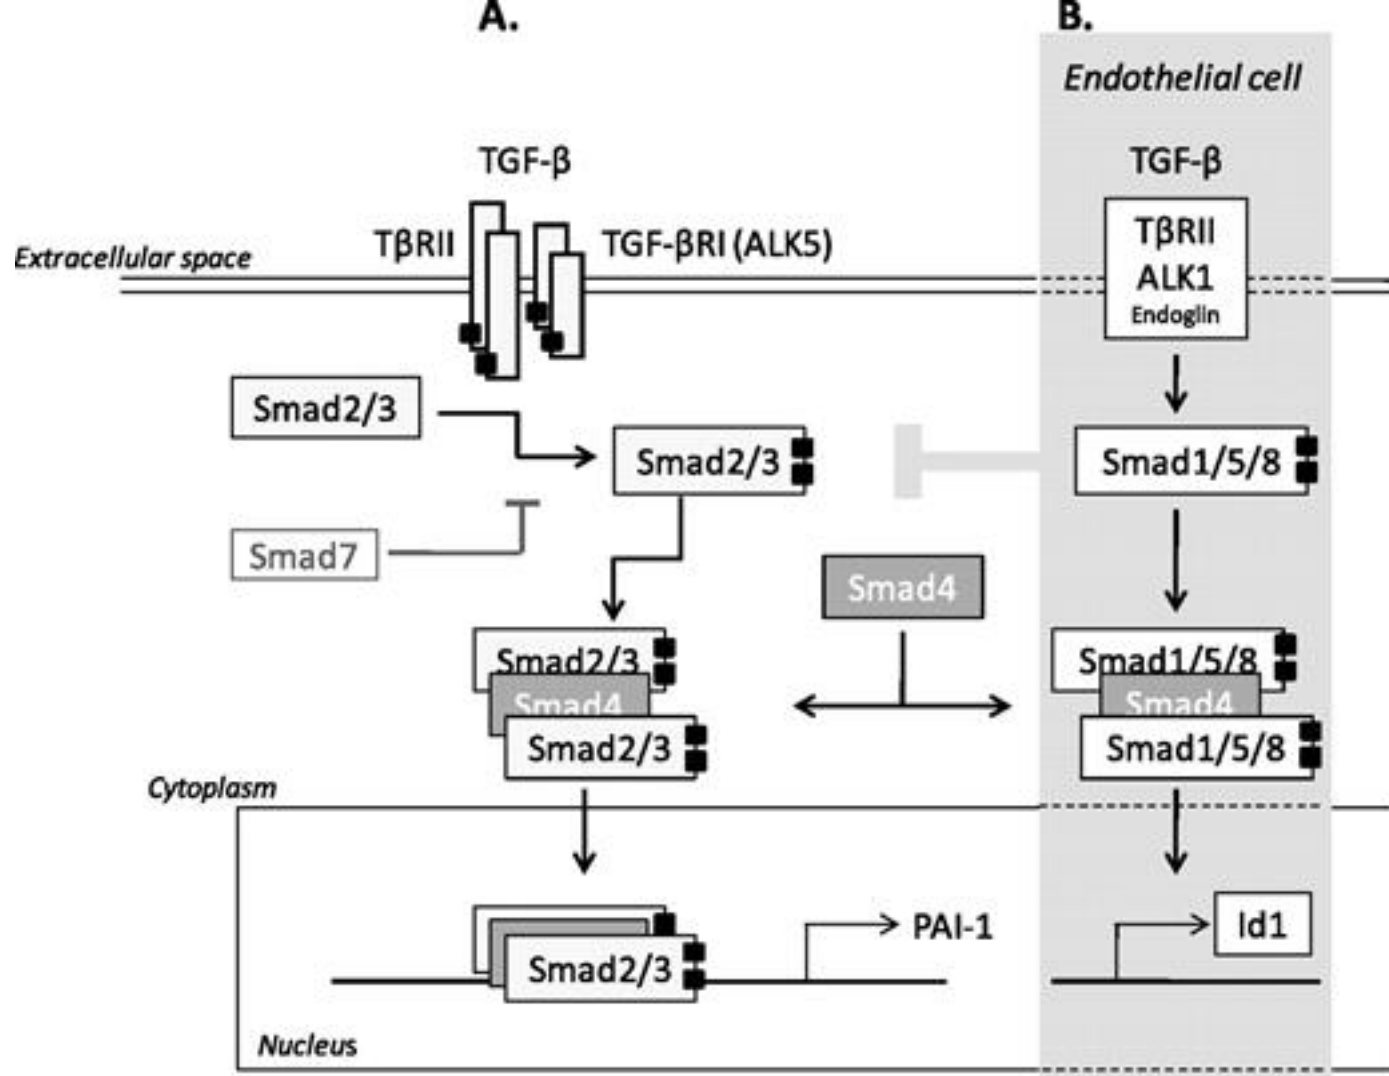 A.
B.
Endothelial cell
TGF-β
TGF-β
TβRII
TGF-βRI (ALK5)
TβRII
ALK1
Endoglin
Extracellular space
Smad2/3
Smad2/3
Smad1/5/8
Smad7
Smad4
Smad2/3
Smad4
Smad2/3
Smad1/5/8
Smad4
Smad1/5/8
Cytoplasm
PAI-1
Id1
Smad2/3
Nucleus